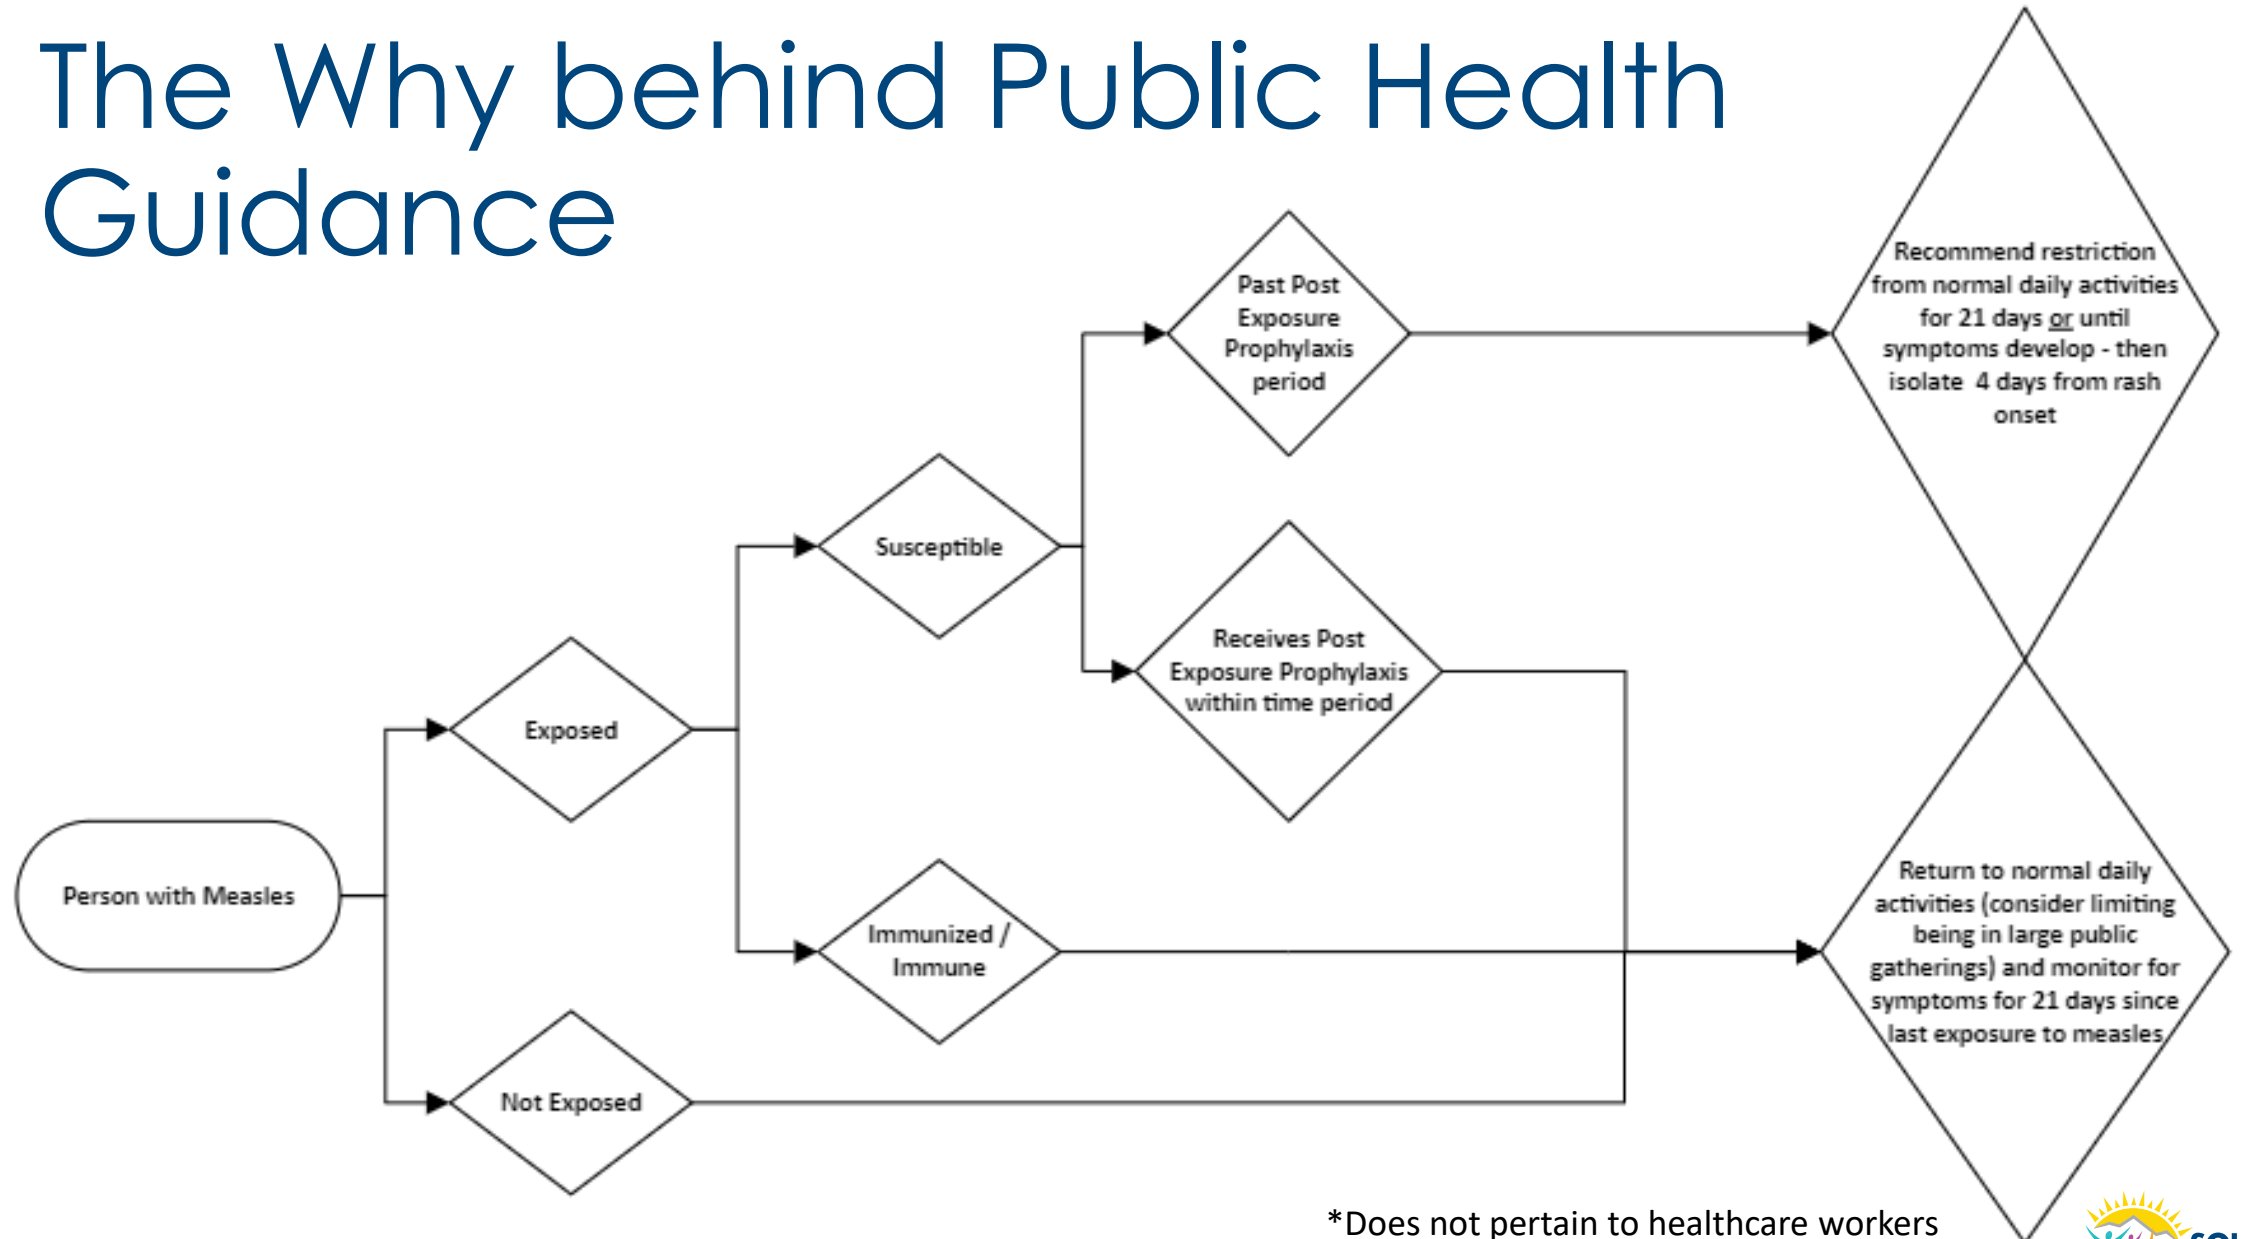 The Why behind Public Health
Guidance
Recommend restriction
from normal daily activities
for 21 days or until
symptoms develop - then
isolate 4 days from rash
onset
Past Post
Exposure
Prophylaxis
period
Susceptible
Receives Post
Exposure Prophylaxis
within time period
Exposed
Person with Measles
Immunized /
Immune
Return to normal daily
activities (consider limiting
being in large public
gatherings) and monitor for
symptoms for 21 days since
last exposure to measles
Not Exposed
*Does not pertain to healthcare workers